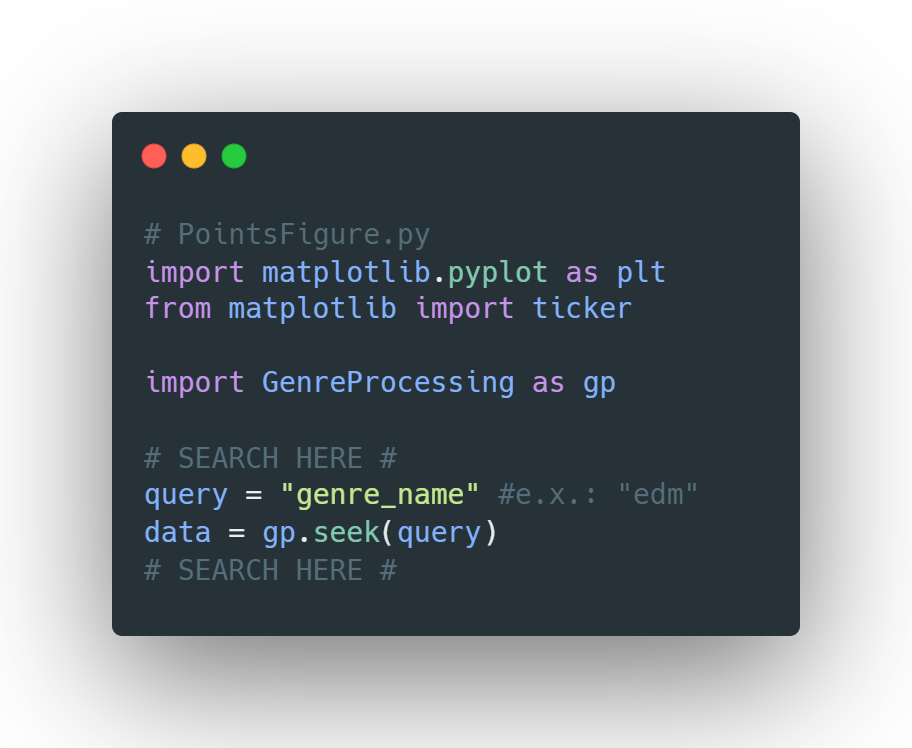 # PointsFigure.py
import matplotlib.pyplot as plt
from matplotlib import ticker
import GenreProcessing as gp
# SEARCH HERE #
query = "genre_name" #e.x.: "edm"
data = gp.seek(query)
# SEARCH HERE #